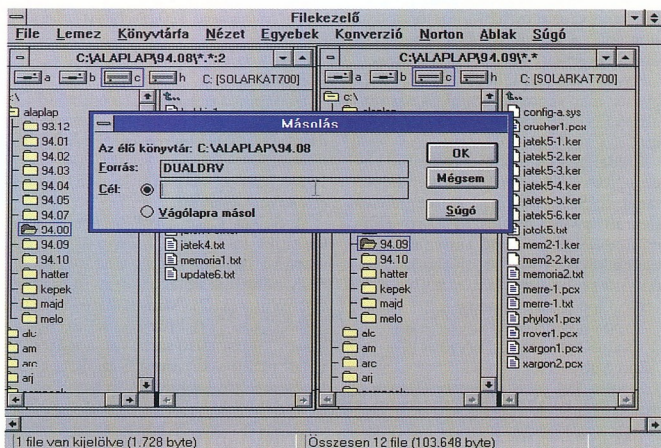 Filekezelő
File Lemez Könyvtárfa Nézet Egyebek Konverzió Norton Ablak Súgó
C:\ALAPLAP\94.08\*.*:2
a b c h C: [SOLARKAT700]
c:\
alaplap
93.12
94.01
94.02
94.03
94.04
94.05
94.07
94.09
94.10
hatter
kepek
majd
melo
alc
am
arc
arj
jatek4.txt
memoria1.txt
update6.txt
C:\ALAPLAP\94.09\*.*
a b c h C: [SOLARKAT700]
c:\
94.09
94.10
hatter
kepek
majd
melo
alc
am
arc
arj
config-a.sys
crusher1.pcx
jatek5-1.ker
jatek5-2.ker
jatek5-3.ker
jatek5-4.ker
jatek5-5.ker
jatek5-6.ker
jatek5.txt
mem2-1.ker
mem2-2.ker
memoria2.txt
merre-1.pcx
merre-1.txt
phylox1.pcx
rrover1.pcx
xargon1.pcx
xargon2.pcx
Másolás
Az élő könyvtár: C:\ALAPLAP\94.08
Forrás: DUALDRV
Cél:
Vágólapra másol
OK
Mégsem
Súgó
1 file van kijelölve (1.728 byte)
Összesen 12 file (103.648 byte)